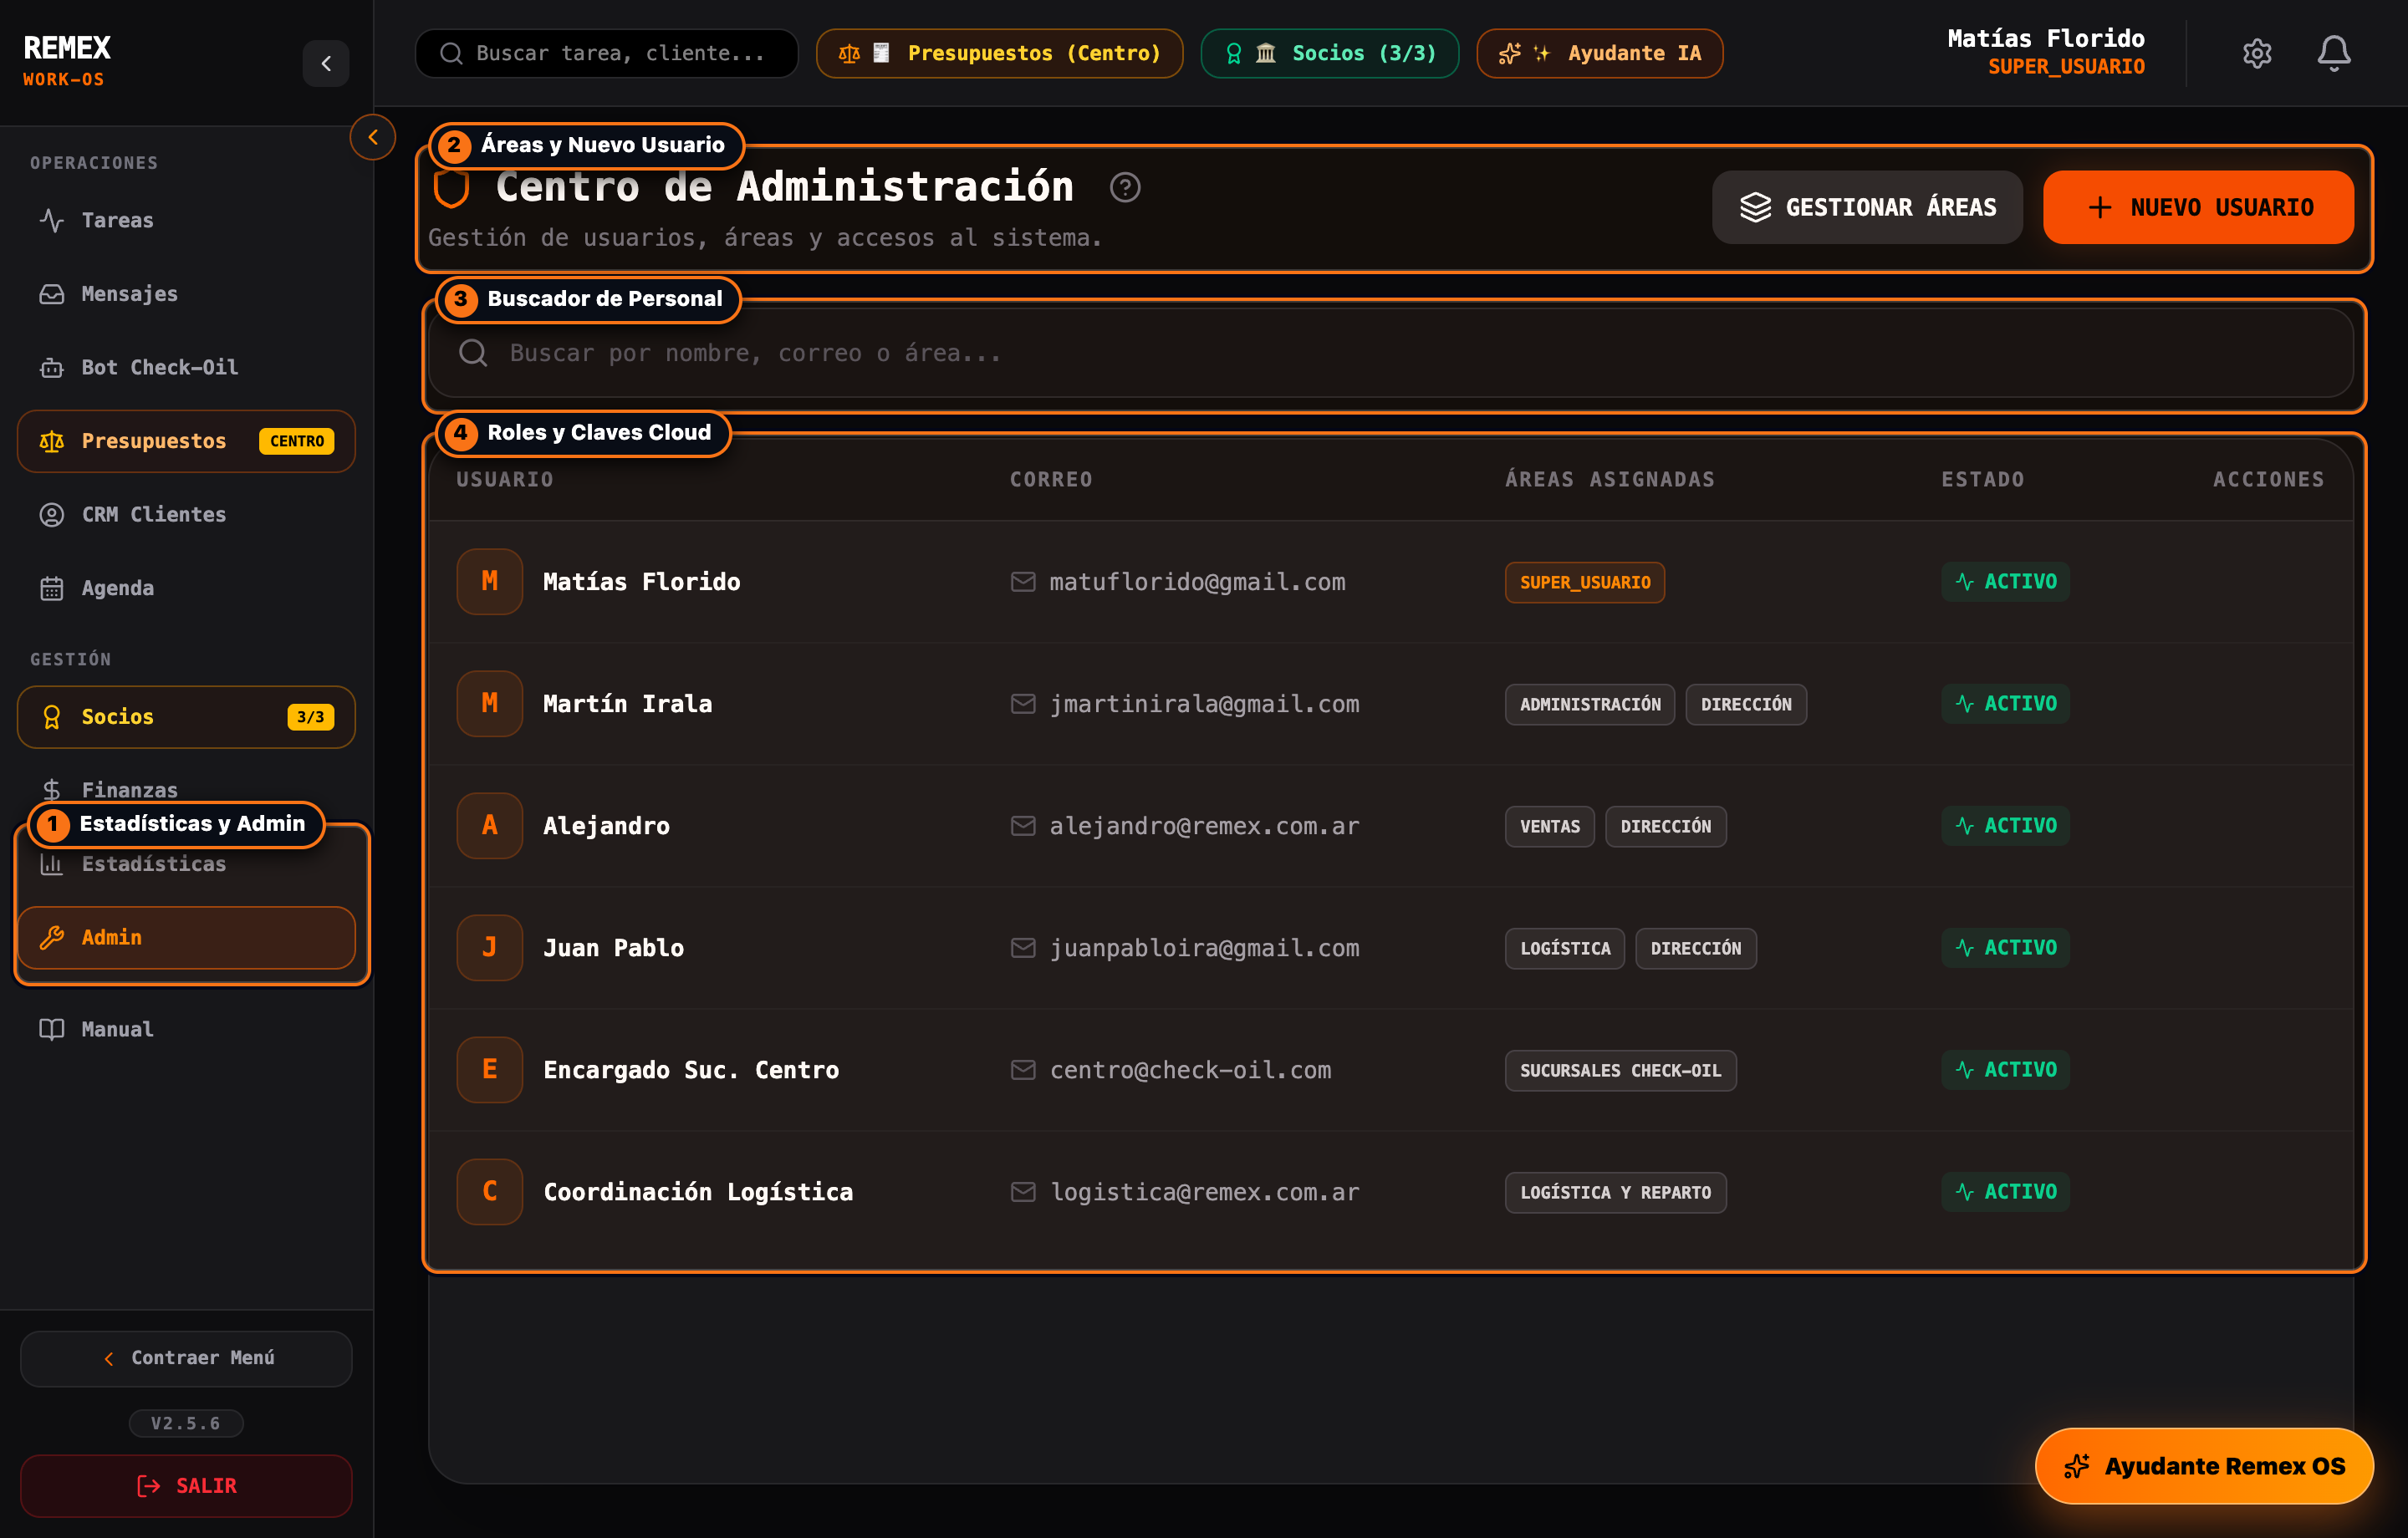 REMEX
WORK-OS
Buscar tarea, cliente...
Presupuestos (Centro)
Socios (3/3)
Ayudante IA
Matías Florido
SUPER_USUARIO
OPERACIONES
Tareas
Mensajes
Bot Check-Oil
Presupuestos CENTRO
CRM Clientes
Agenda
GESTIÓN
Socios 3/3
Finanzas
1 Estadísticas y Admin
Estadísticas
Admin
Manual
Contraer Menú
V2.5.6
SALIR
2 Áreas y Nuevo Usuario
Centro de Administración ?
Gestión de usuarios, áreas y accesos al sistema.
GESTIONAR ÁREAS
+ NUEVO USUARIO
3 Buscador de Personal
Buscar por nombre, correo o área...
4 Roles y Claves Cloud
USUARIO CORREO ÁREAS ASIGNADAS ESTADO ACCIONES
M Matías Florido matuflorido@gmail.com SUPER_USUARIO ACTIVO
M Martín Irala jmartinirala@gmail.com ADMINISTRACIÓN DIRECCIÓN ACTIVO
A Alejandro alejandro@remex.com.ar VENTAS DIRECCIÓN ACTIVO
J Juan Pablo juanpabloira@gmail.com LOGÍSTICA DIRECCIÓN ACTIVO
E Encargado Suc. Centro centro@check-oil.com SUCURSALES CHECK-OIL ACTIVO
C Coordinación Logística logistica@remex.com.ar LOGÍSTICA Y REPARTO ACTIVO
Ayudante Remex OS